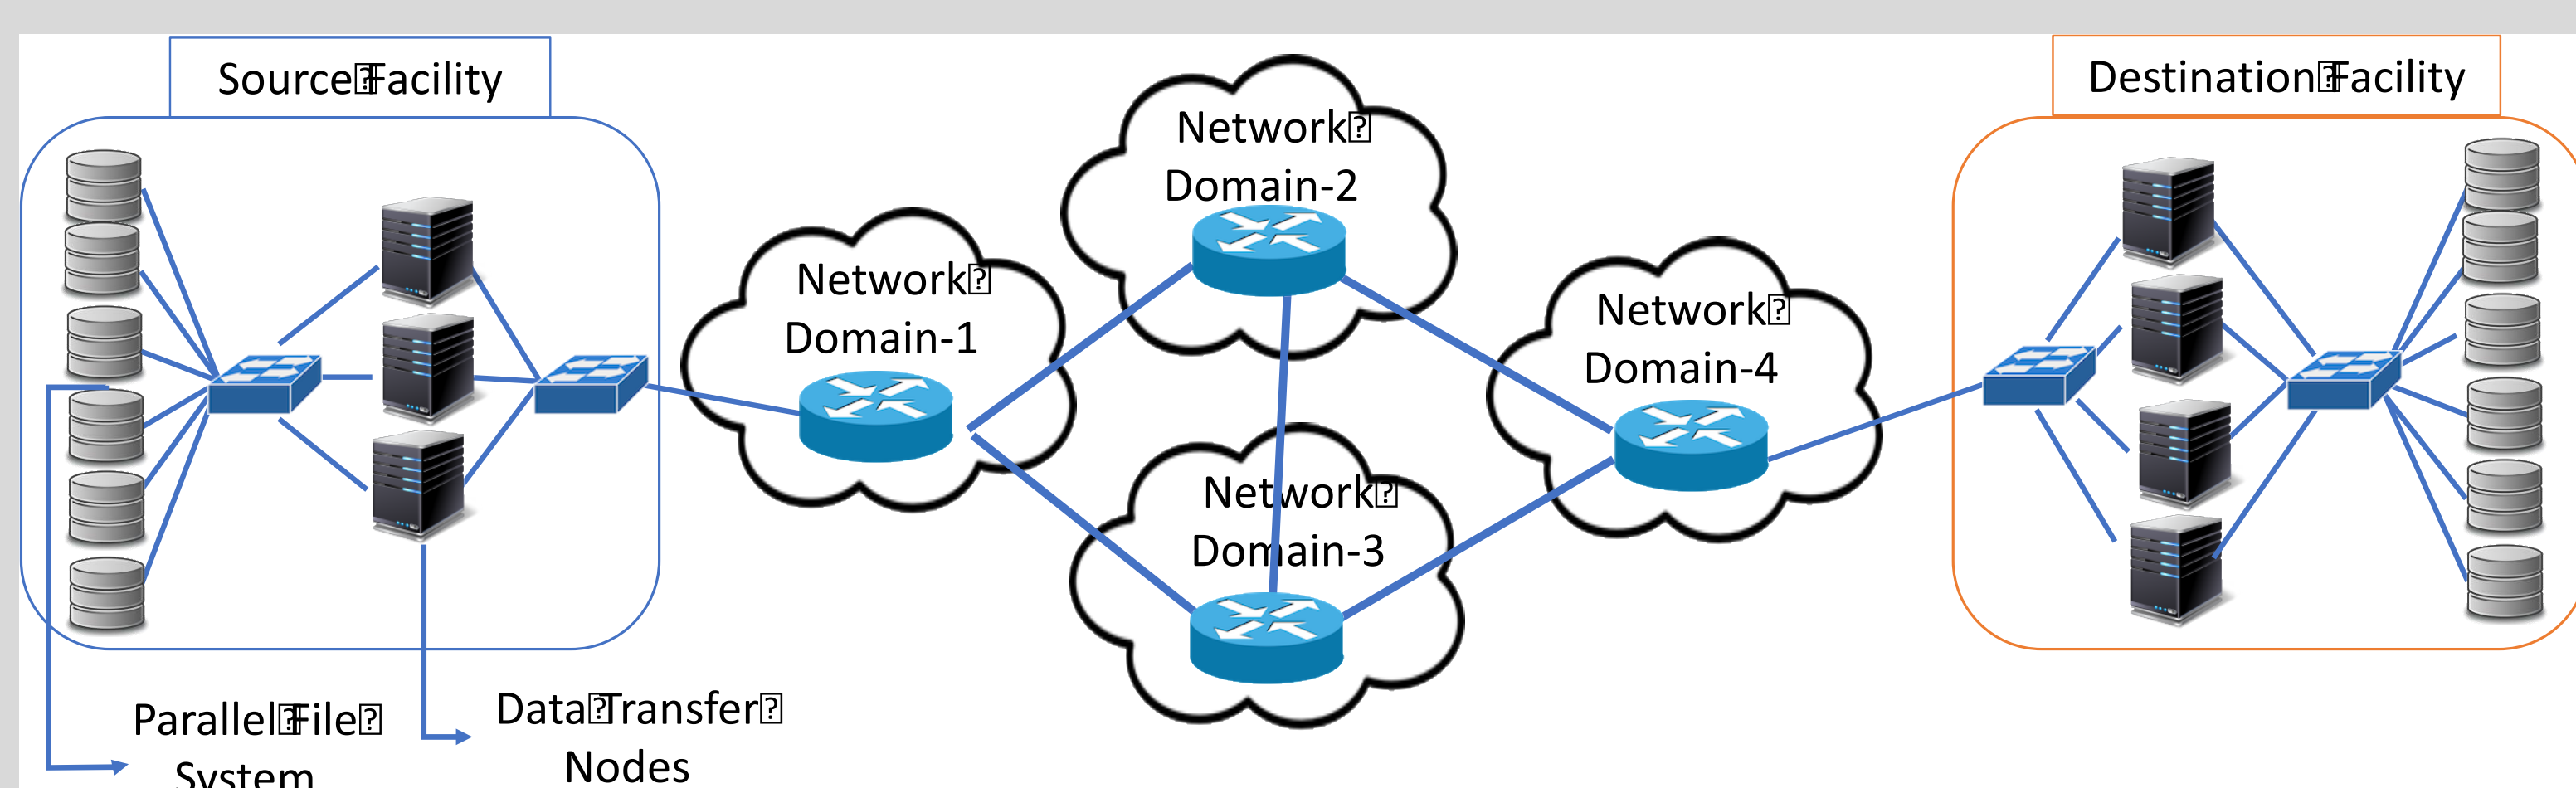 Source Facility
Destination Facility
Network
Domain-1
Network
Domain-2
Network
Domain-3
Network
Domain-4
Parallel File
System
Data Transfer
Nodes